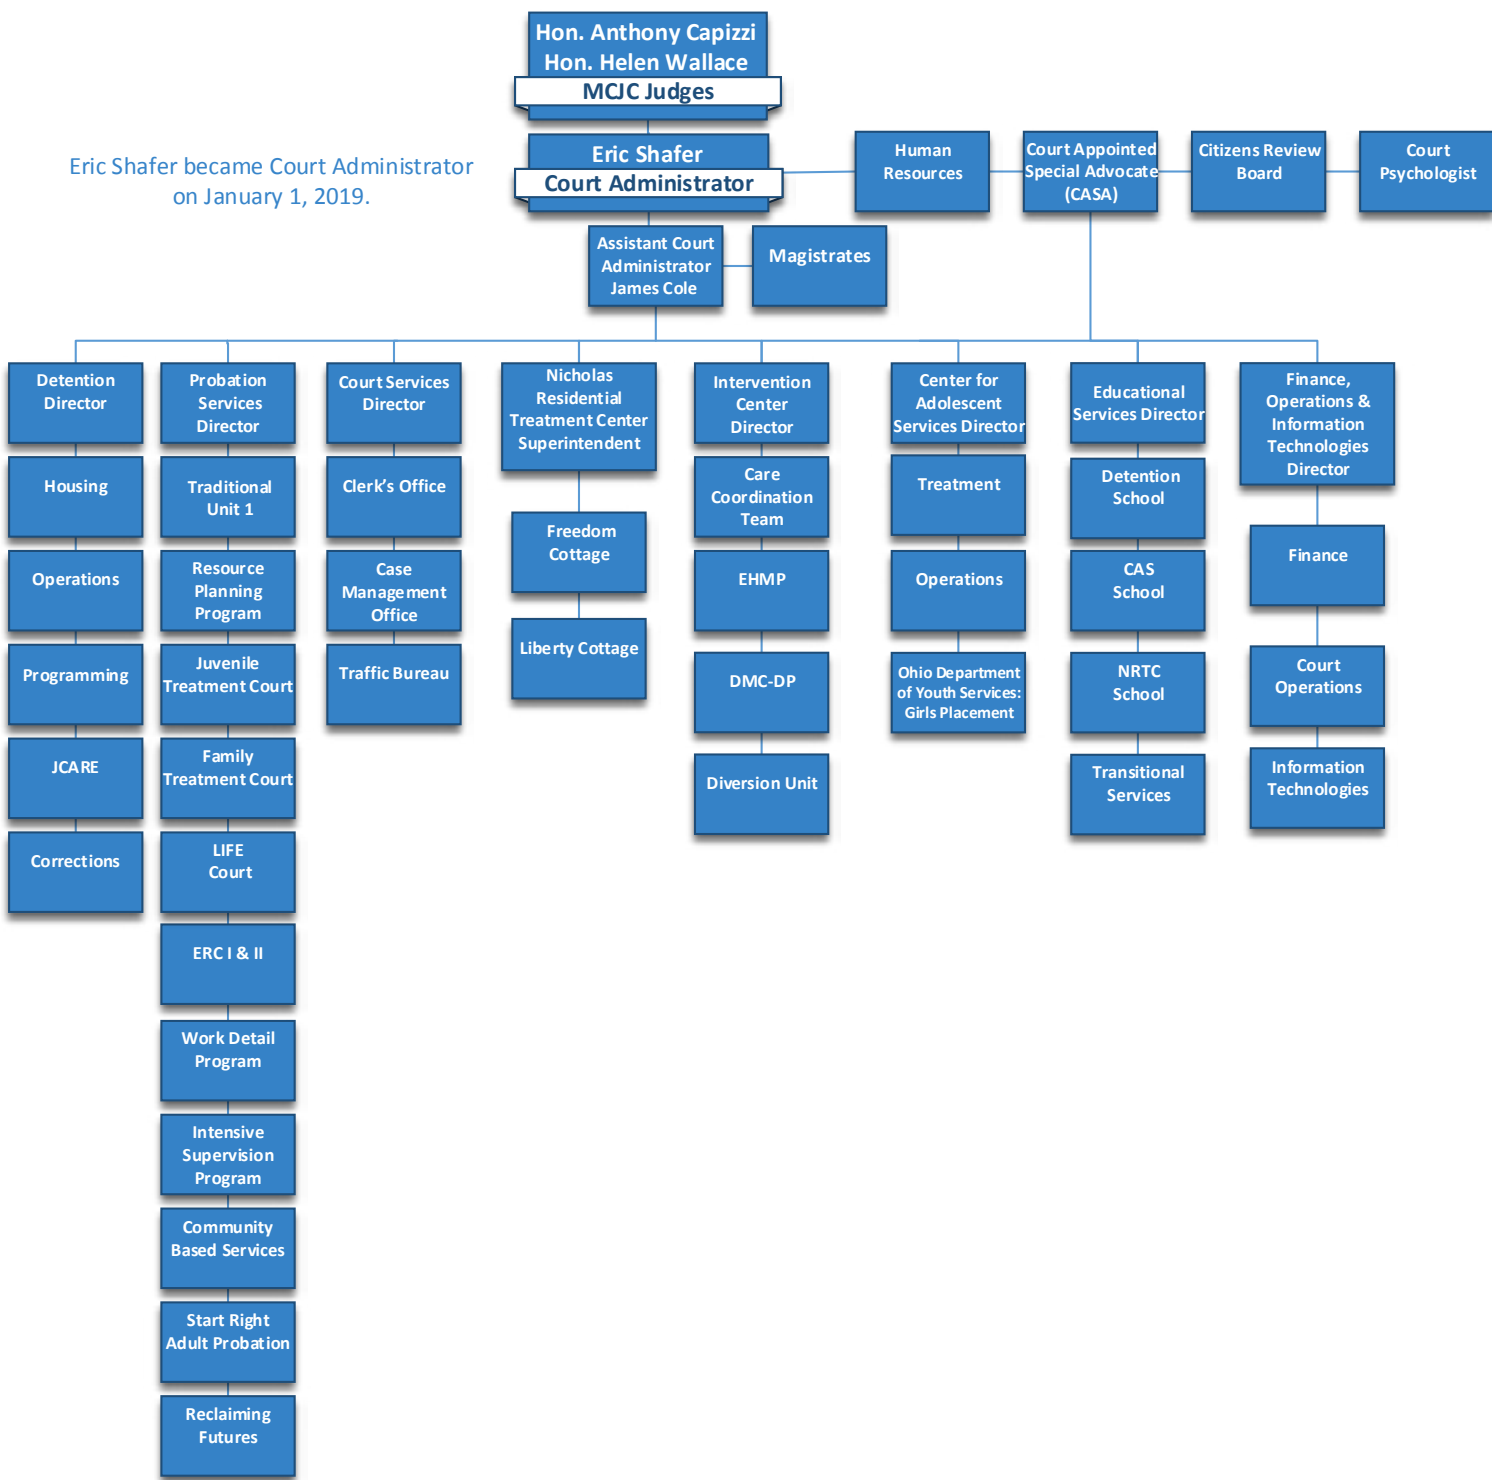 Hon. Anthony Capizzi
Hon. Helen Wallace
MCJC Judges
Eric Shafer became Court Administrator
on January 1, 2019.
Eric Shafer
Court Administrator
Human
Resources
Court Appointed
Special Advocate
(CASA)
Citizens Review
Board
Court
Psychologist
Assistant Court
Administrator
James Cole
Magistrates
Detention
Director
Housing
Operations
Programming
JCARE
Corrections
Probation
Services
Director
Traditional
Unit 1
Resource
Planning
Program
Juvenile
Treatment Court
Family
Treatment Court
LIFE
Court
ERC I & II
Work Detail
Program
Intensive
Supervision
Program
Community
Based Services
Start Right
Adult Probation
Reclaiming
Futures
Court Services
Director
Clerk's Office
Case
Management
Office
Traffic Bureau
Nicholas
Residential
Treatment Center
Superintendent
Freedom
Cottage
Liberty Cottage
Intervention
Center
Director
Care
Coordination
Team
EHMP
DMC-DP
Diversion Unit
Center for
Adolescent
Services Director
Treatment
Operations
Ohio Department
of Youth Services:
Girls Placement
Educational
Services Director
Detention
School
CAS
School
NRTC
School
Transitional
Services
Finance,
Operations &
Information
Technologies
Director
Finance
Court
Operations
Information
Technologies